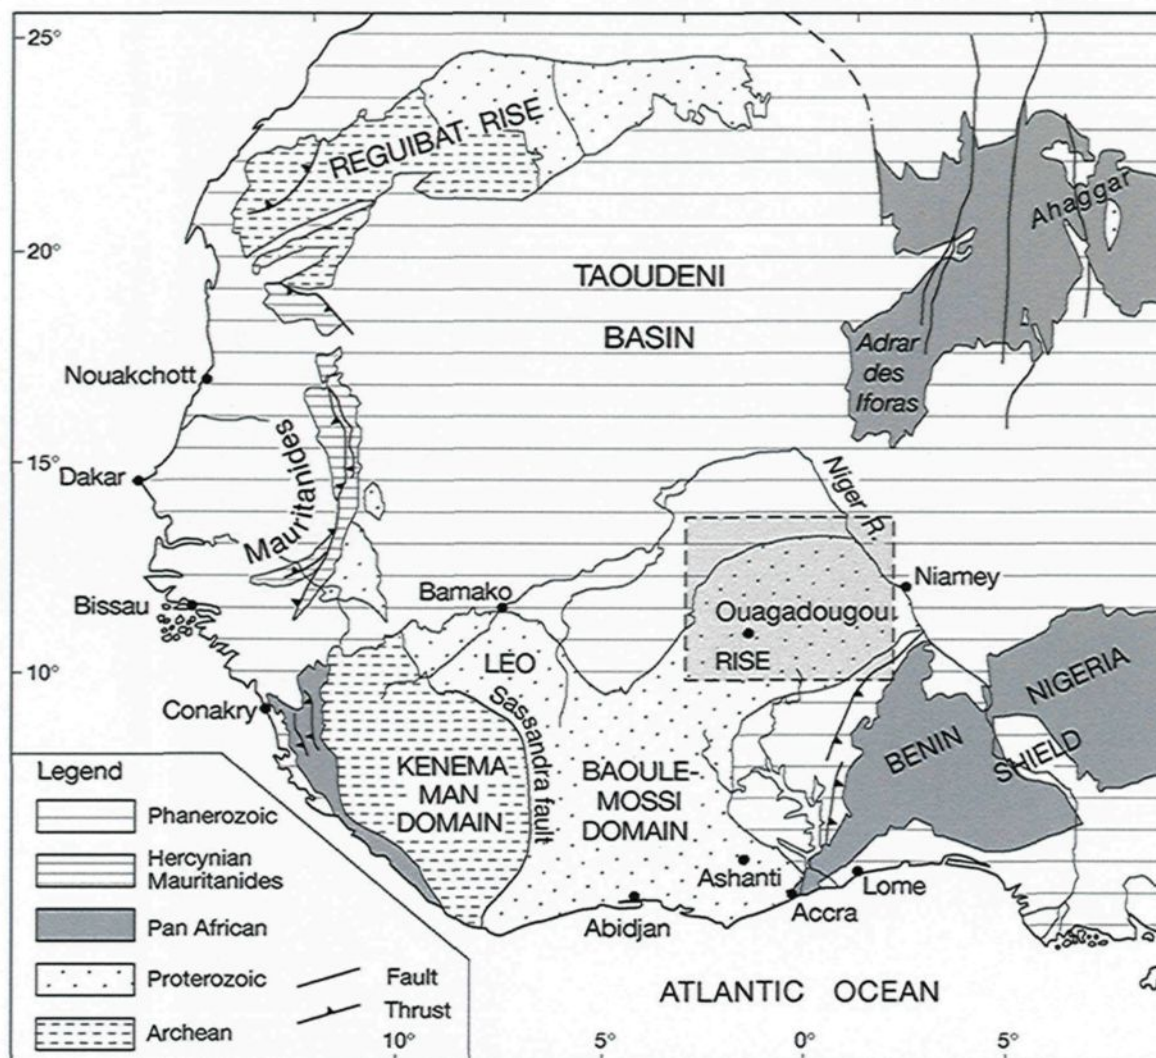 25°
REGUIBAT RISE
Ahaggar
20°
TAOUDENI
BASIN
Adrar
des
Iforas
Nouakchott
15°
Dakar
Mauritanides
Niger R.
Bamako
Niamey
Bissau
Ouagadougou
LEO
RISE
10°
NIGERIA
Conakry
Sassandra fault
BENIN
SHIELD
KENEMA
MAN
DOMAIN
BAOULE-
MOSSI
DOMAIN
Ashanti
Lome
Accra
Abidjan
ATLANTIC OCEAN
Legend
Phanerozoic
Hercynian
Mauritanides
Pan African
Proterozoic
Archean
Fault
Thrust
10°
5°
0°
5°